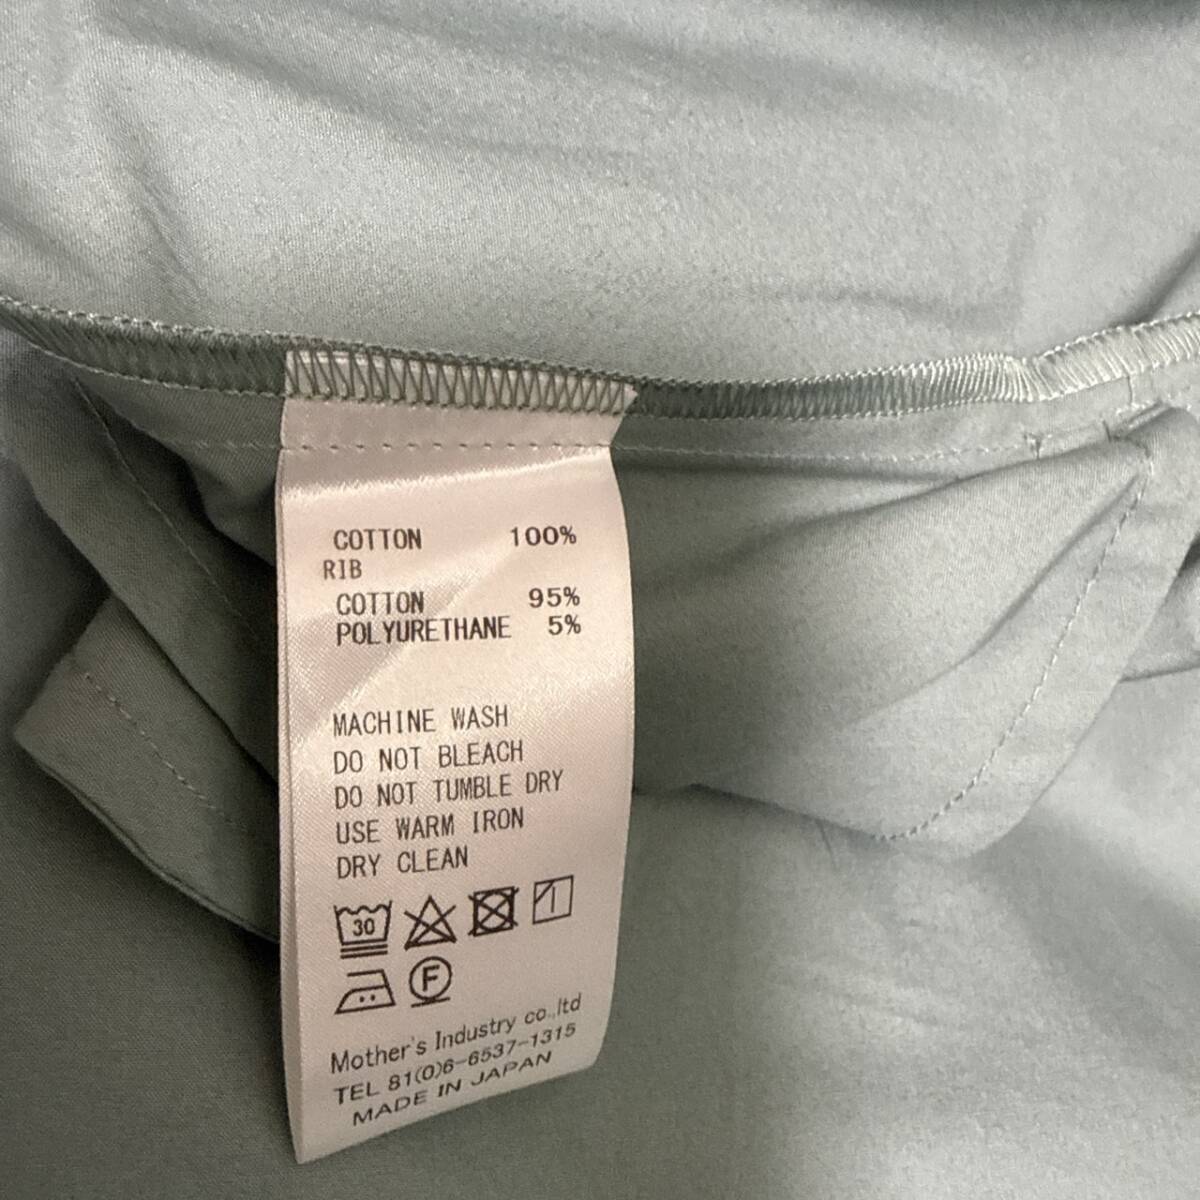 COTTON 100%
RIB
COTTON 95%
POLYURETHANE 5%
MACHINE WASH
DO NOT BLEACH
DO NOT TUMBLE DRY
USE WARM IRON
DRY CLEAN
30
F
Mother's Industry co.,ltd
TEL 81(0)6-6537-1315
MADE IN JAPAN